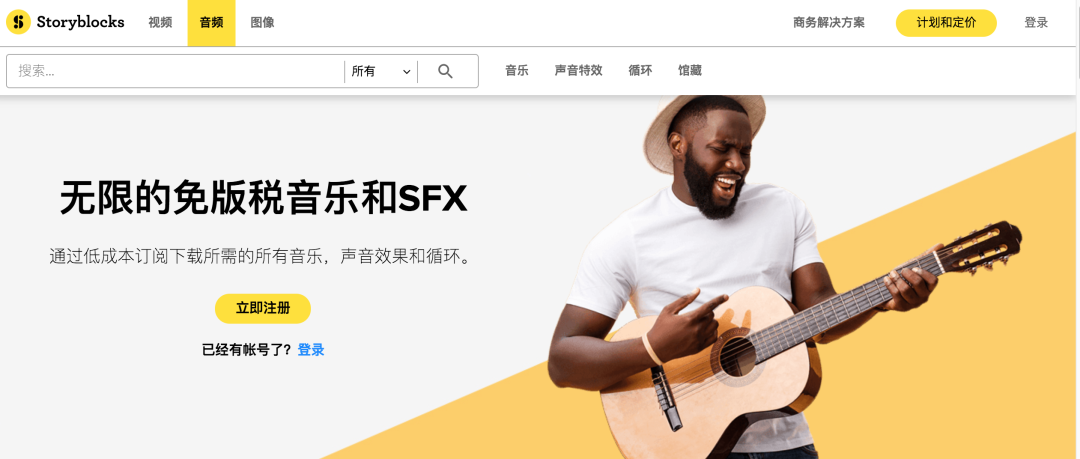 Storyblocks 视频 音频 图像 商务解决方案 计划和定价 登录
搜索... 所有 音乐 声音特效 循环 馆藏
无限的免版税音乐和SFX
通过低成本订阅下载所需的所有音乐，声音效果和循环。
立即注册
已经有帐号了? 登录